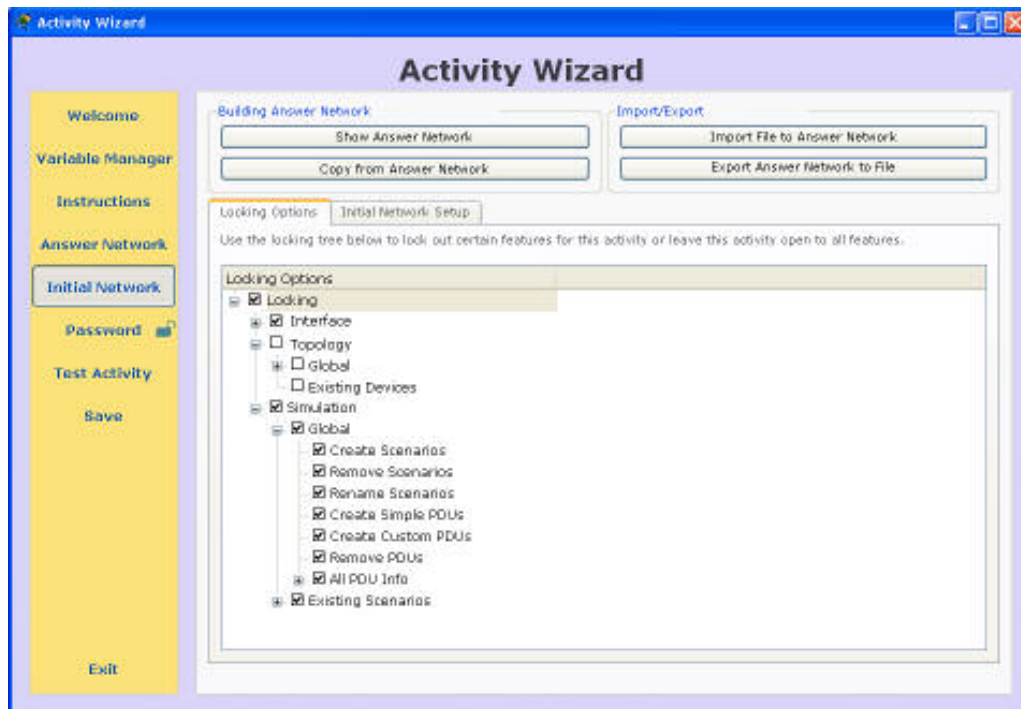 Activity Wizard
Activity Wizard
Welcome
Variable Manager
Instructions
Answer Network
Initial Network
Password
Test Activity
Save
Exit
Building Answer Network
Show Answer Network
Copy from Answer Network
Import/Export
Import File to Answer Network
Export Answer Network to File
Locking Options
Initial Network Setup
Use the locking tree below to lock out certain features for this activity or leave this activity open to all features.
Locking Options
Locking
Interface
Topology
Global
Existing Devices
Simulation
Global
Create Scenarios
Remove Scenarios
Rename Scenarios
Create Simple PDUs
Create Custom PDUs
Remove PDUs
All PDU Info
Existing Scenarios